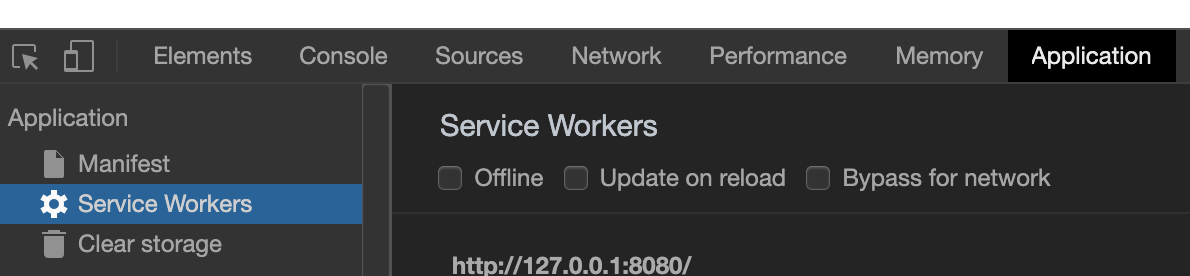 Elements Console Sources Network Performance Memory Application
Application
Manifest
Service Workers
Clear storage
Service Workers
Offline Update on reload Bypass for network
http://127.0.0.1:8080/